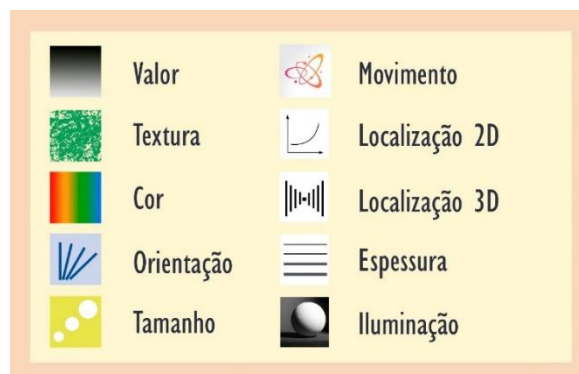 Valor
Textura
Cor
Orientação
Tamanho
Movimento
Localização 2D
Localização 3D
Espessura
Iluminação